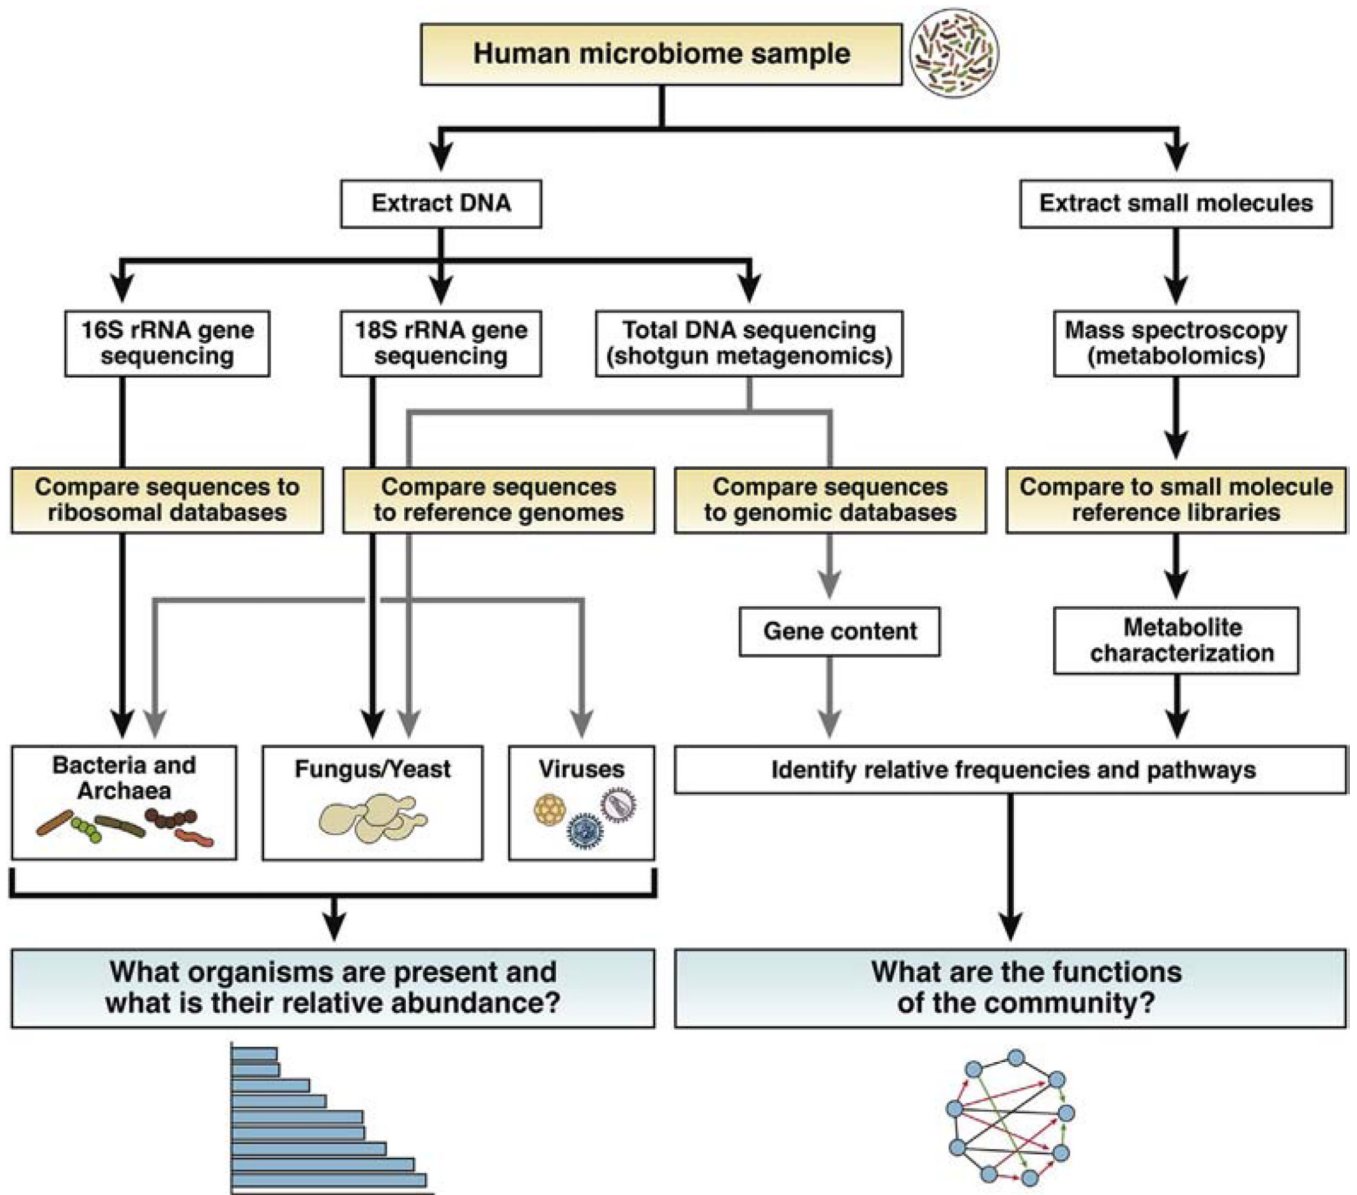 Human microbiome sample
Extract DNA
Extract small molecules
16S rRNA gene
sequencing
18S rRNA gene
sequencing
Total DNA sequencing
(shotgun metagenomics)
Mass spectroscopy
(metabolomics)
Compare sequences to
ribosomal databases
Compare sequences
to reference genomes
Compare sequences
to genomic databases
Compare to small molecule
reference libraries
Gene content
Metabolite
characterization
Bacteria and
Archaea
Fungus/Yeast
Viruses
Identify relative frequencies and pathways
What organisms are present and
what is their relative abundance?
What are the functions
of the community?